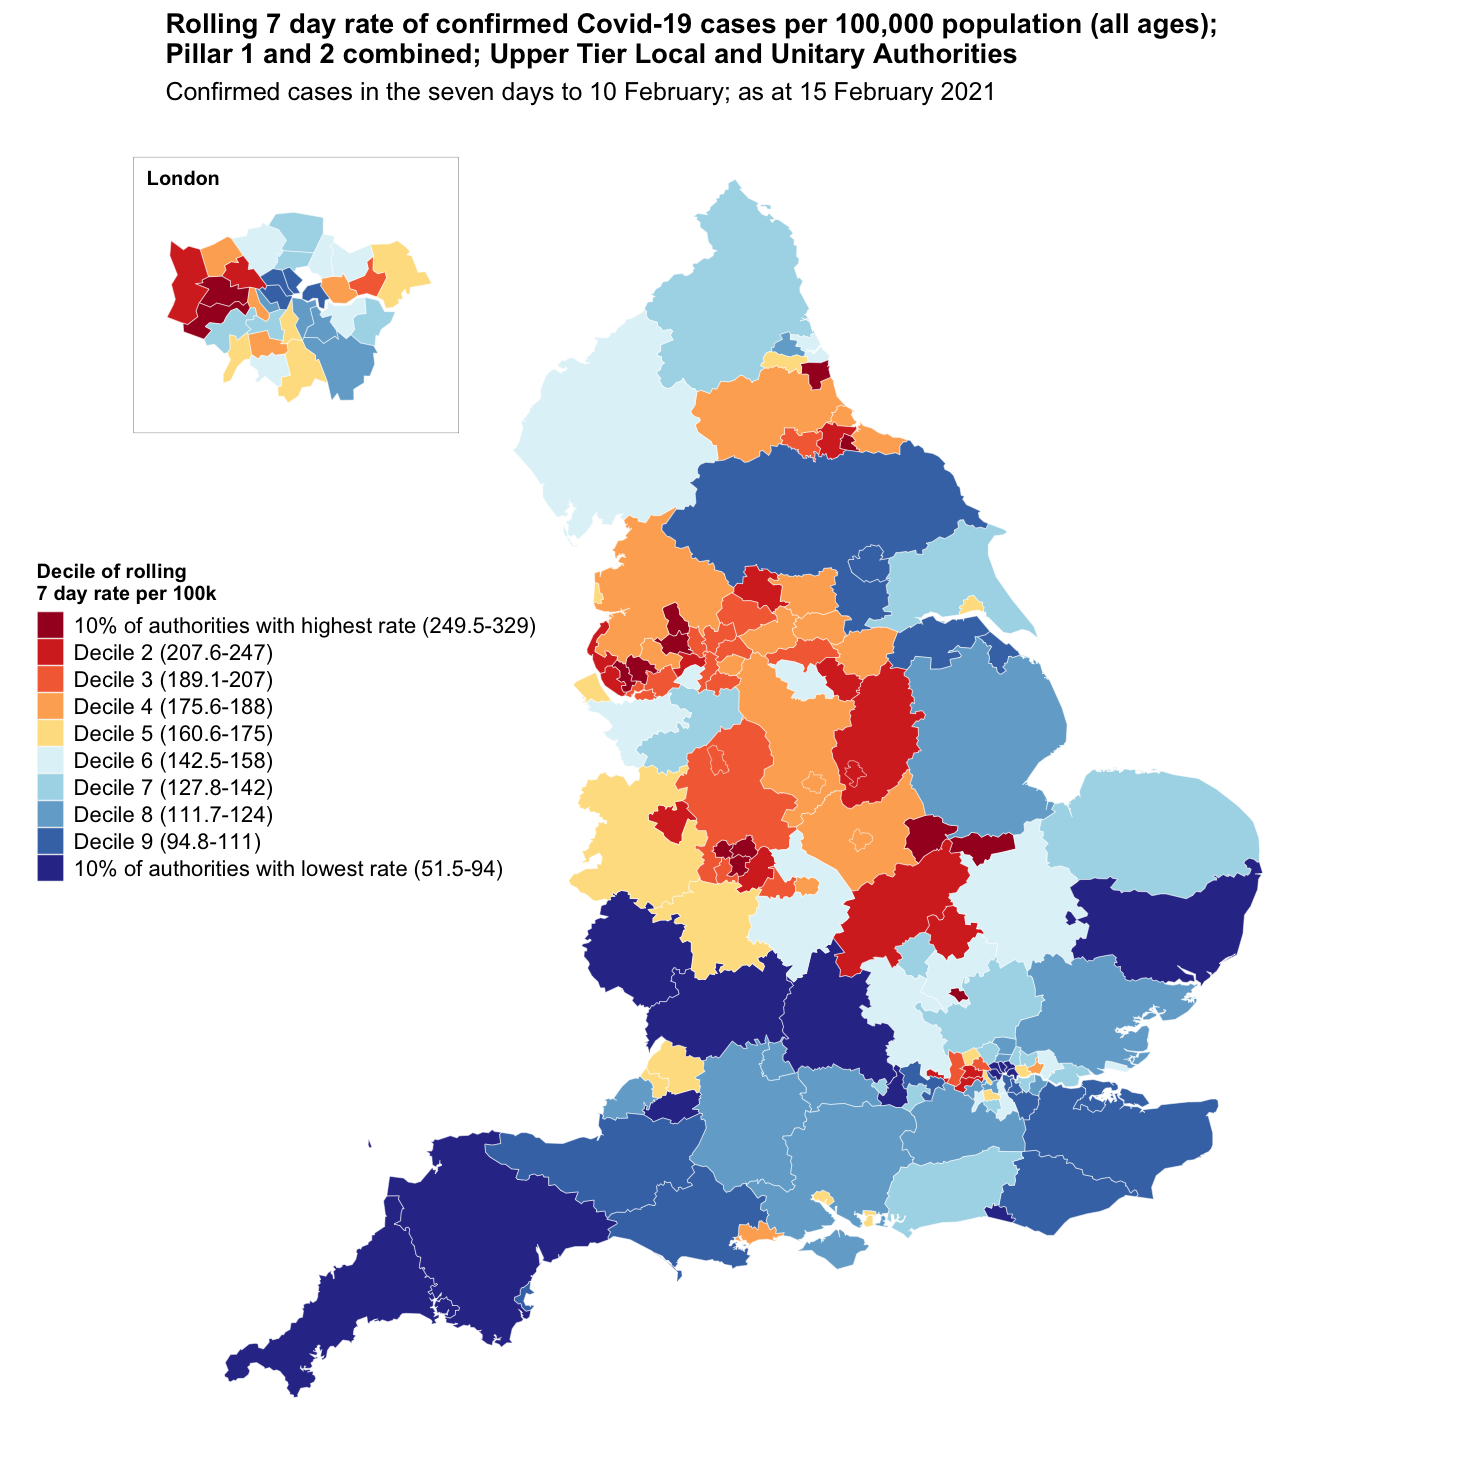 Rolling 7 day rate of confirmed Covid-19 cases per 100,000 population (all ages);
Pillar 1 and 2 combined; Upper Tier Local and Unitary Authorities
Confirmed cases in the seven days to 10 February; as at 15 February 2021
London
Decile of rolling
7 day rate per 100k
10% of authorities with highest rate (249.5-329)
Decile 2 (207.6-247)
Decile 3 (189.1-207)
Decile 4 (175.6-188)
Decile 5 (160.6-175)
Decile 6 (142.5-158)
Decile 7 (127.8-142)
Decile 8 (111.7-124)
Decile 9 (94.8-111)
10% of authorities with lowest rate (51.5-94)